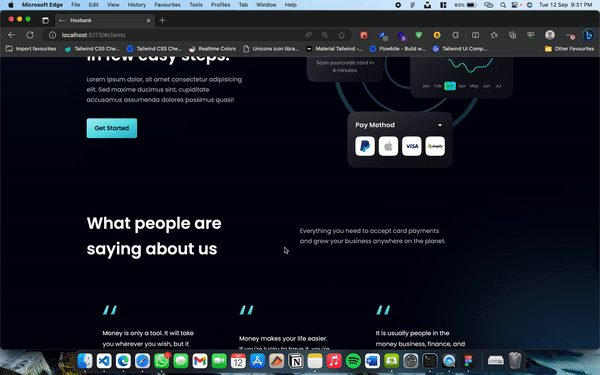 Microsoft Edge File Edit View History Favourites Tools Profiles Tab Window Help
83% Tue 12 Sep 9:31 PM
Hoobank
localhost:5173/#clients
Import favourites Tailwind CSS Che... Tailwind CSS Che... Realtime Colors Unicons icon librar... Material Tailwind -... Flowbite - Build w... Tailwind UI Comp... Other Favourites
in few easy steps.
Lorem ipsum dolor, sit amet consectetur adipisicing
elit. Sed maxime ducimus sint, cupiditate
accusamus assumenda dolores possimus quasi!
Get Started
Scan your credit card in
4 minutes.
Jan Feb Apr May Jun Jul
Pay Method
VISA shopify
What people are
saying about us
Everything you need to accept card payments
and grow your business anywhere on the planet.
Money is only a tool. It will take
you wherever you wish, but it
Money makes your life easier.
If you're lucky to have it, you're
It is usually people in the
money business, finance, and
12